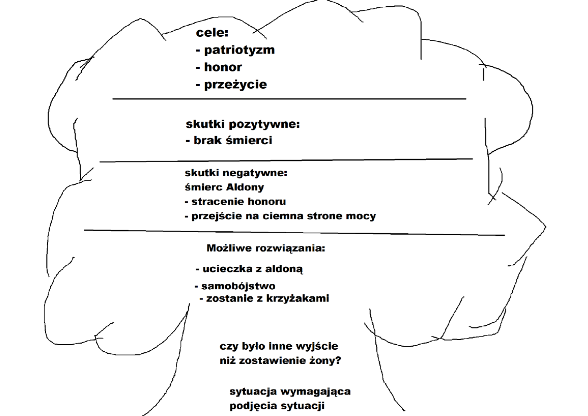 cele:
- patriotyzm
- honor
- przeżycie
skutki pozytywne:
- brak śmierci
skutki negatywne:
śmierc Aldony
- stracenie honoru
- przejście na ciemna strone mocy
Możliwe rozwiązania:
- ucieczka z aldoną
- samobójstwo
- zostanie z krzyżakami
czy było inne wyjście
niż zostawienie żony?
sytuacja wymagająca
podjęcia sytuacji